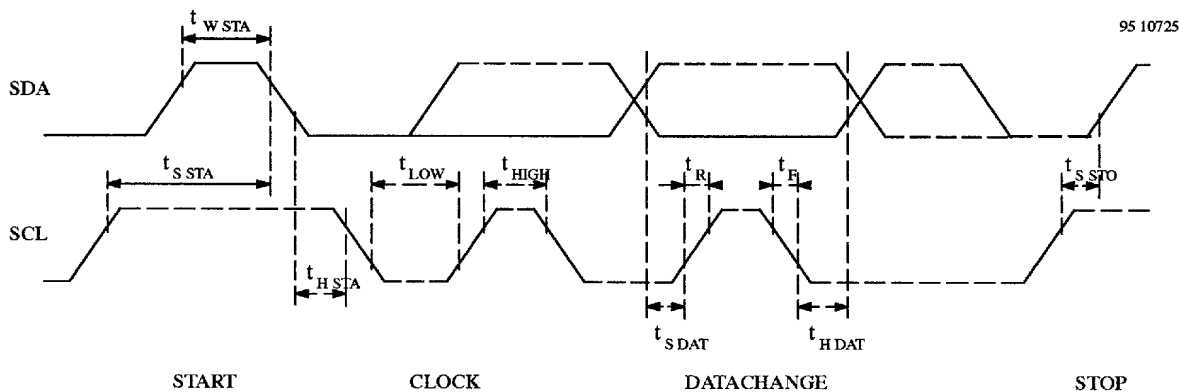 t W STA
95 10725
SDA
t S STA
t LOW
t HIGH
t R
t F
t S STO
SCL
t H STA
t S DAT
t H DAT
START CLOCK DATACHANGE STOP